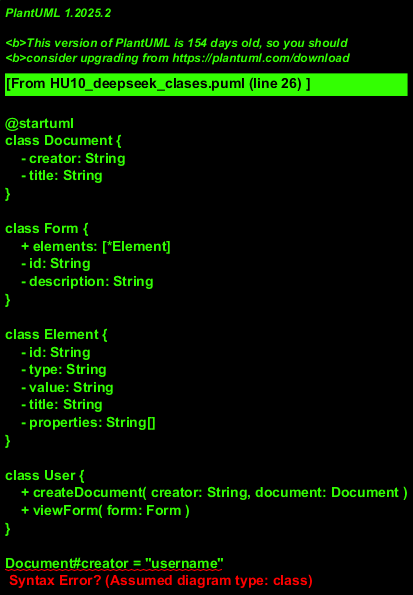 PlantUML 1.2025.2
<b>This version of PlantUML is 154 days old, so you should
<b>consider upgrading from https://plantuml.com/download
[From HU10_deepseek_clases.puml (line 26) ]
@startuml
class Document {
- creator: String
- title: String
}
class Form {
+ elements: [*Element]
- id: String
- description: String
}
class Element {
- id: String
- type: String
- value: String
- title: String
- properties: String[]
}
class User {
+ createDocument( creator: String, document: Document )
+ viewForm( form: Form )
}
Document#creator = "username"
Syntax Error? (Assumed diagram type: class)